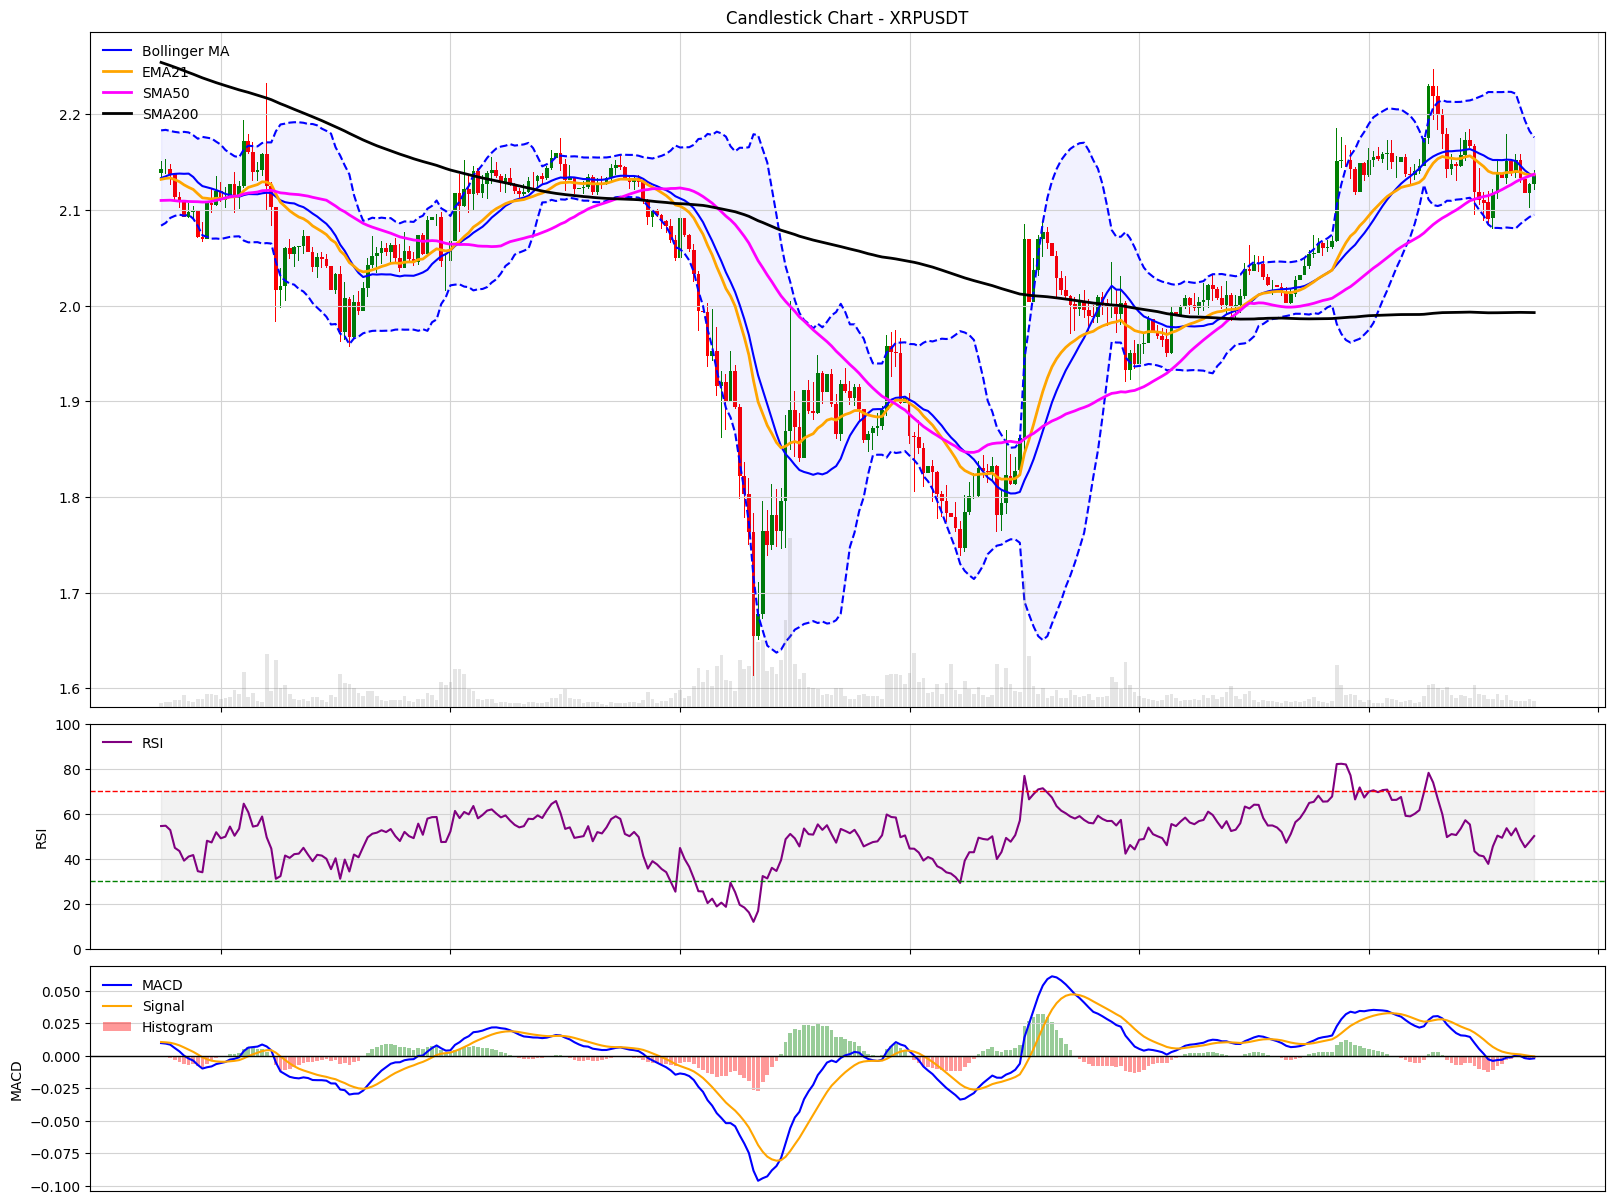 Candlestick Chart - XRPUSDT
Bollinger MA
EMA21
SMA50
SMA200
2.2
2.1
2.0
1.9
1.8
1.7
1.6
100
RSI
80
60
RSI
40
20
0
MACD
0.050
Signal
0.025
Histogram
0.000
MACD
−0.025
−0.050
−0.075
−0.100